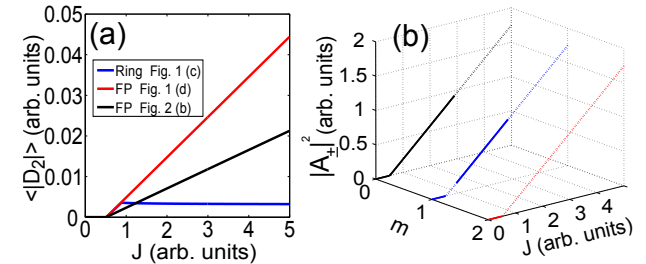 (a)
<|D2|> (arb. units)
0.05
0.04
0.03
0.02
0.01
0
Ring Fig. 1 (c)
FP Fig. 1 (d)
FP Fig. 2 (b)
0 1 2 3 4 5
J (arb. units)
(b)
|A±|² (arb. units)
2
1.5
1
0.5
0
0
1
2
m
0 1 2 3 4
J (arb. units)